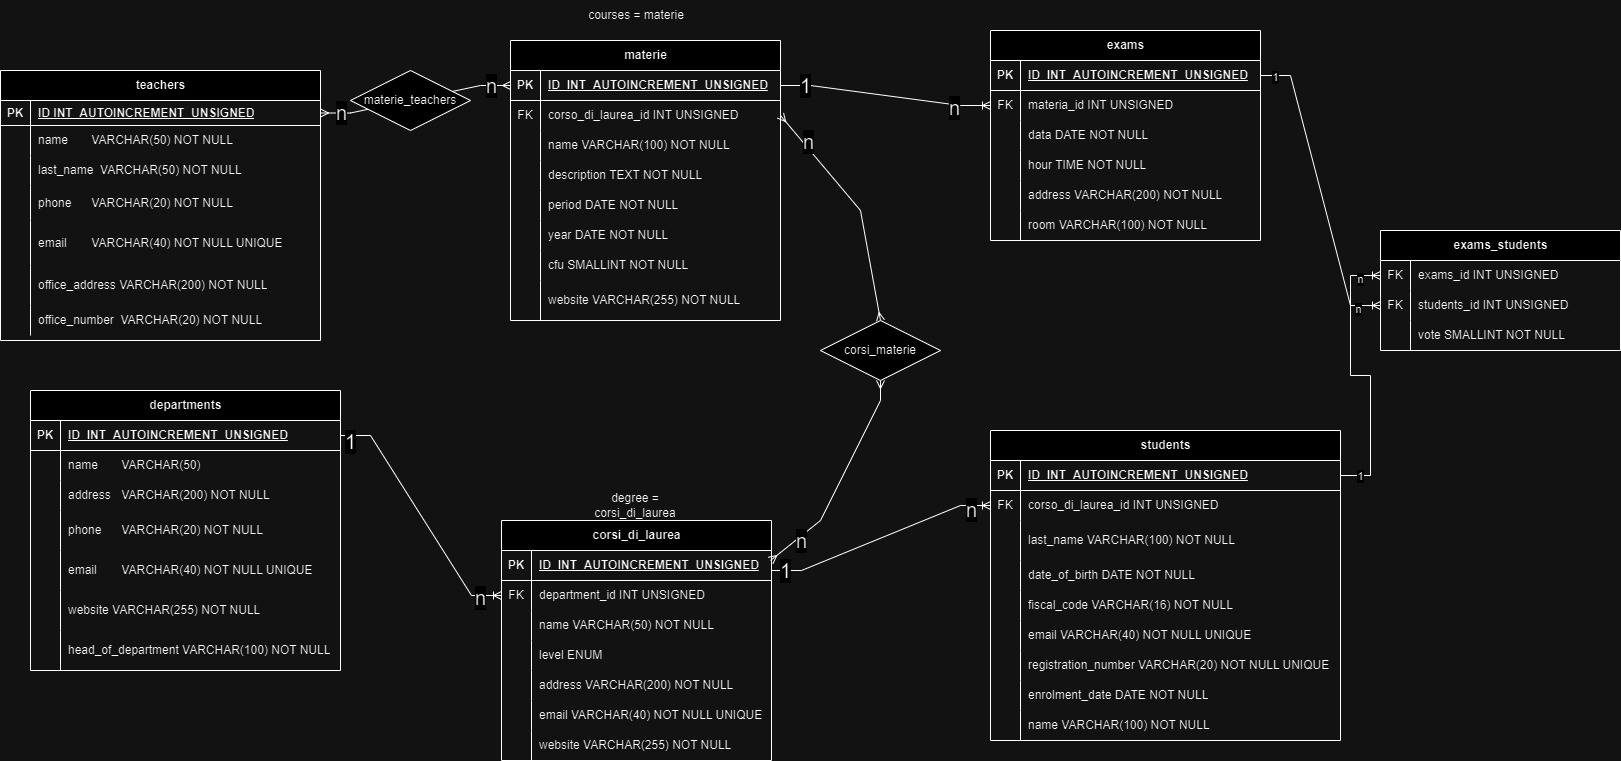 courses = materie
teachers
PK ID INT AUTOINCREMENT UNSIGNED
name VARCHAR(50) NOT NULL
last_name VARCHAR(50) NOT NULL
phone VARCHAR(20) NOT NULL
email VARCHAR(40) NOT NULL UNIQUE
office_address VARCHAR(200) NOT NULL
office_number VARCHAR(20) NOT NULL
n
materie_teachers
n
materie
PK ID INT AUTOINCREMENT UNSIGNED
FK corso_di_laurea_id INT UNSIGNED
name VARCHAR(100) NOT NULL
description TEXT NOT NULL
period DATE NOT NULL
year DATE NOT NULL
cfu SMALLINT NOT NULL
website VARCHAR(255) NOT NULL
1
n
n
exams
PK ID INT AUTOINCREMENT UNSIGNED
FK materia_id INT UNSIGNED
data DATE NOT NULL
hour TIME NOT NULL
address VARCHAR(200) NOT NULL
room VARCHAR(100) NOT NULL
1
exams_students
n FK exams_id INT UNSIGNED
n FK students_id INT UNSIGNED
vote SMALLINT NOT NULL
corsi_materie
departments
PK ID INT AUTOINCREMENT UNSIGNED
name VARCHAR(50)
address VARCHAR(200) NOT NULL
phone VARCHAR(20) NOT NULL
email VARCHAR(40) NOT NULL UNIQUE
website VARCHAR(255) NOT NULL
head_of_department VARCHAR(100) NOT NULL
1
n
degree =
corsi_di_laurea
corsi_di_laurea
PK ID INT AUTOINCREMENT UNSIGNED
FK department_id INT UNSIGNED
name VARCHAR(50) NOT NULL
level ENUM
address VARCHAR(200) NOT NULL
email VARCHAR(40) NOT NULL UNIQUE
website VARCHAR(255) NOT NULL
n
1
n
students
PK ID INT AUTOINCREMENT UNSIGNED
FK corso_di_laurea_id INT UNSIGNED
last_name VARCHAR(100) NOT NULL
date_of_birth DATE NOT NULL
fiscal_code VARCHAR(16) NOT NULL
email VARCHAR(40) NOT NULL UNIQUE
registration_number VARCHAR(20) NOT NULL UNIQUE
enrolment_date DATE NOT NULL
name VARCHAR(100) NOT NULL
1